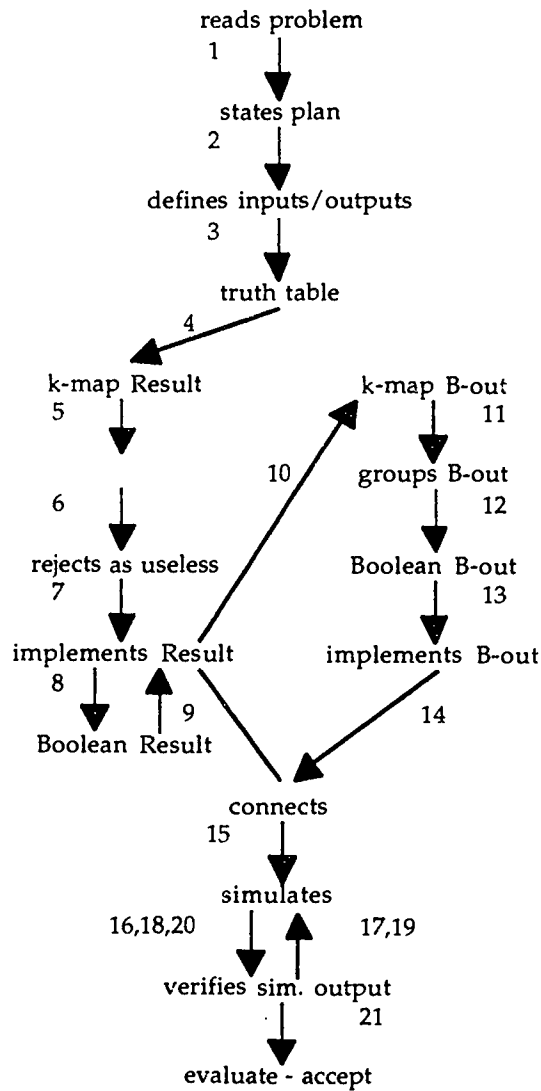 reads problem
1
states plan
2
defines inputs/outputs
3
truth table
4
k-map Result
5
6
rejects as useless
7
implements Result
8
9
Boolean Result
10
k-map B-out
11
groups B-out
12
Boolean B-out
13
implements B-out
14
connects
15
simulates
16,18,20
17,19
verifies sim. output
21
evaluate - accept